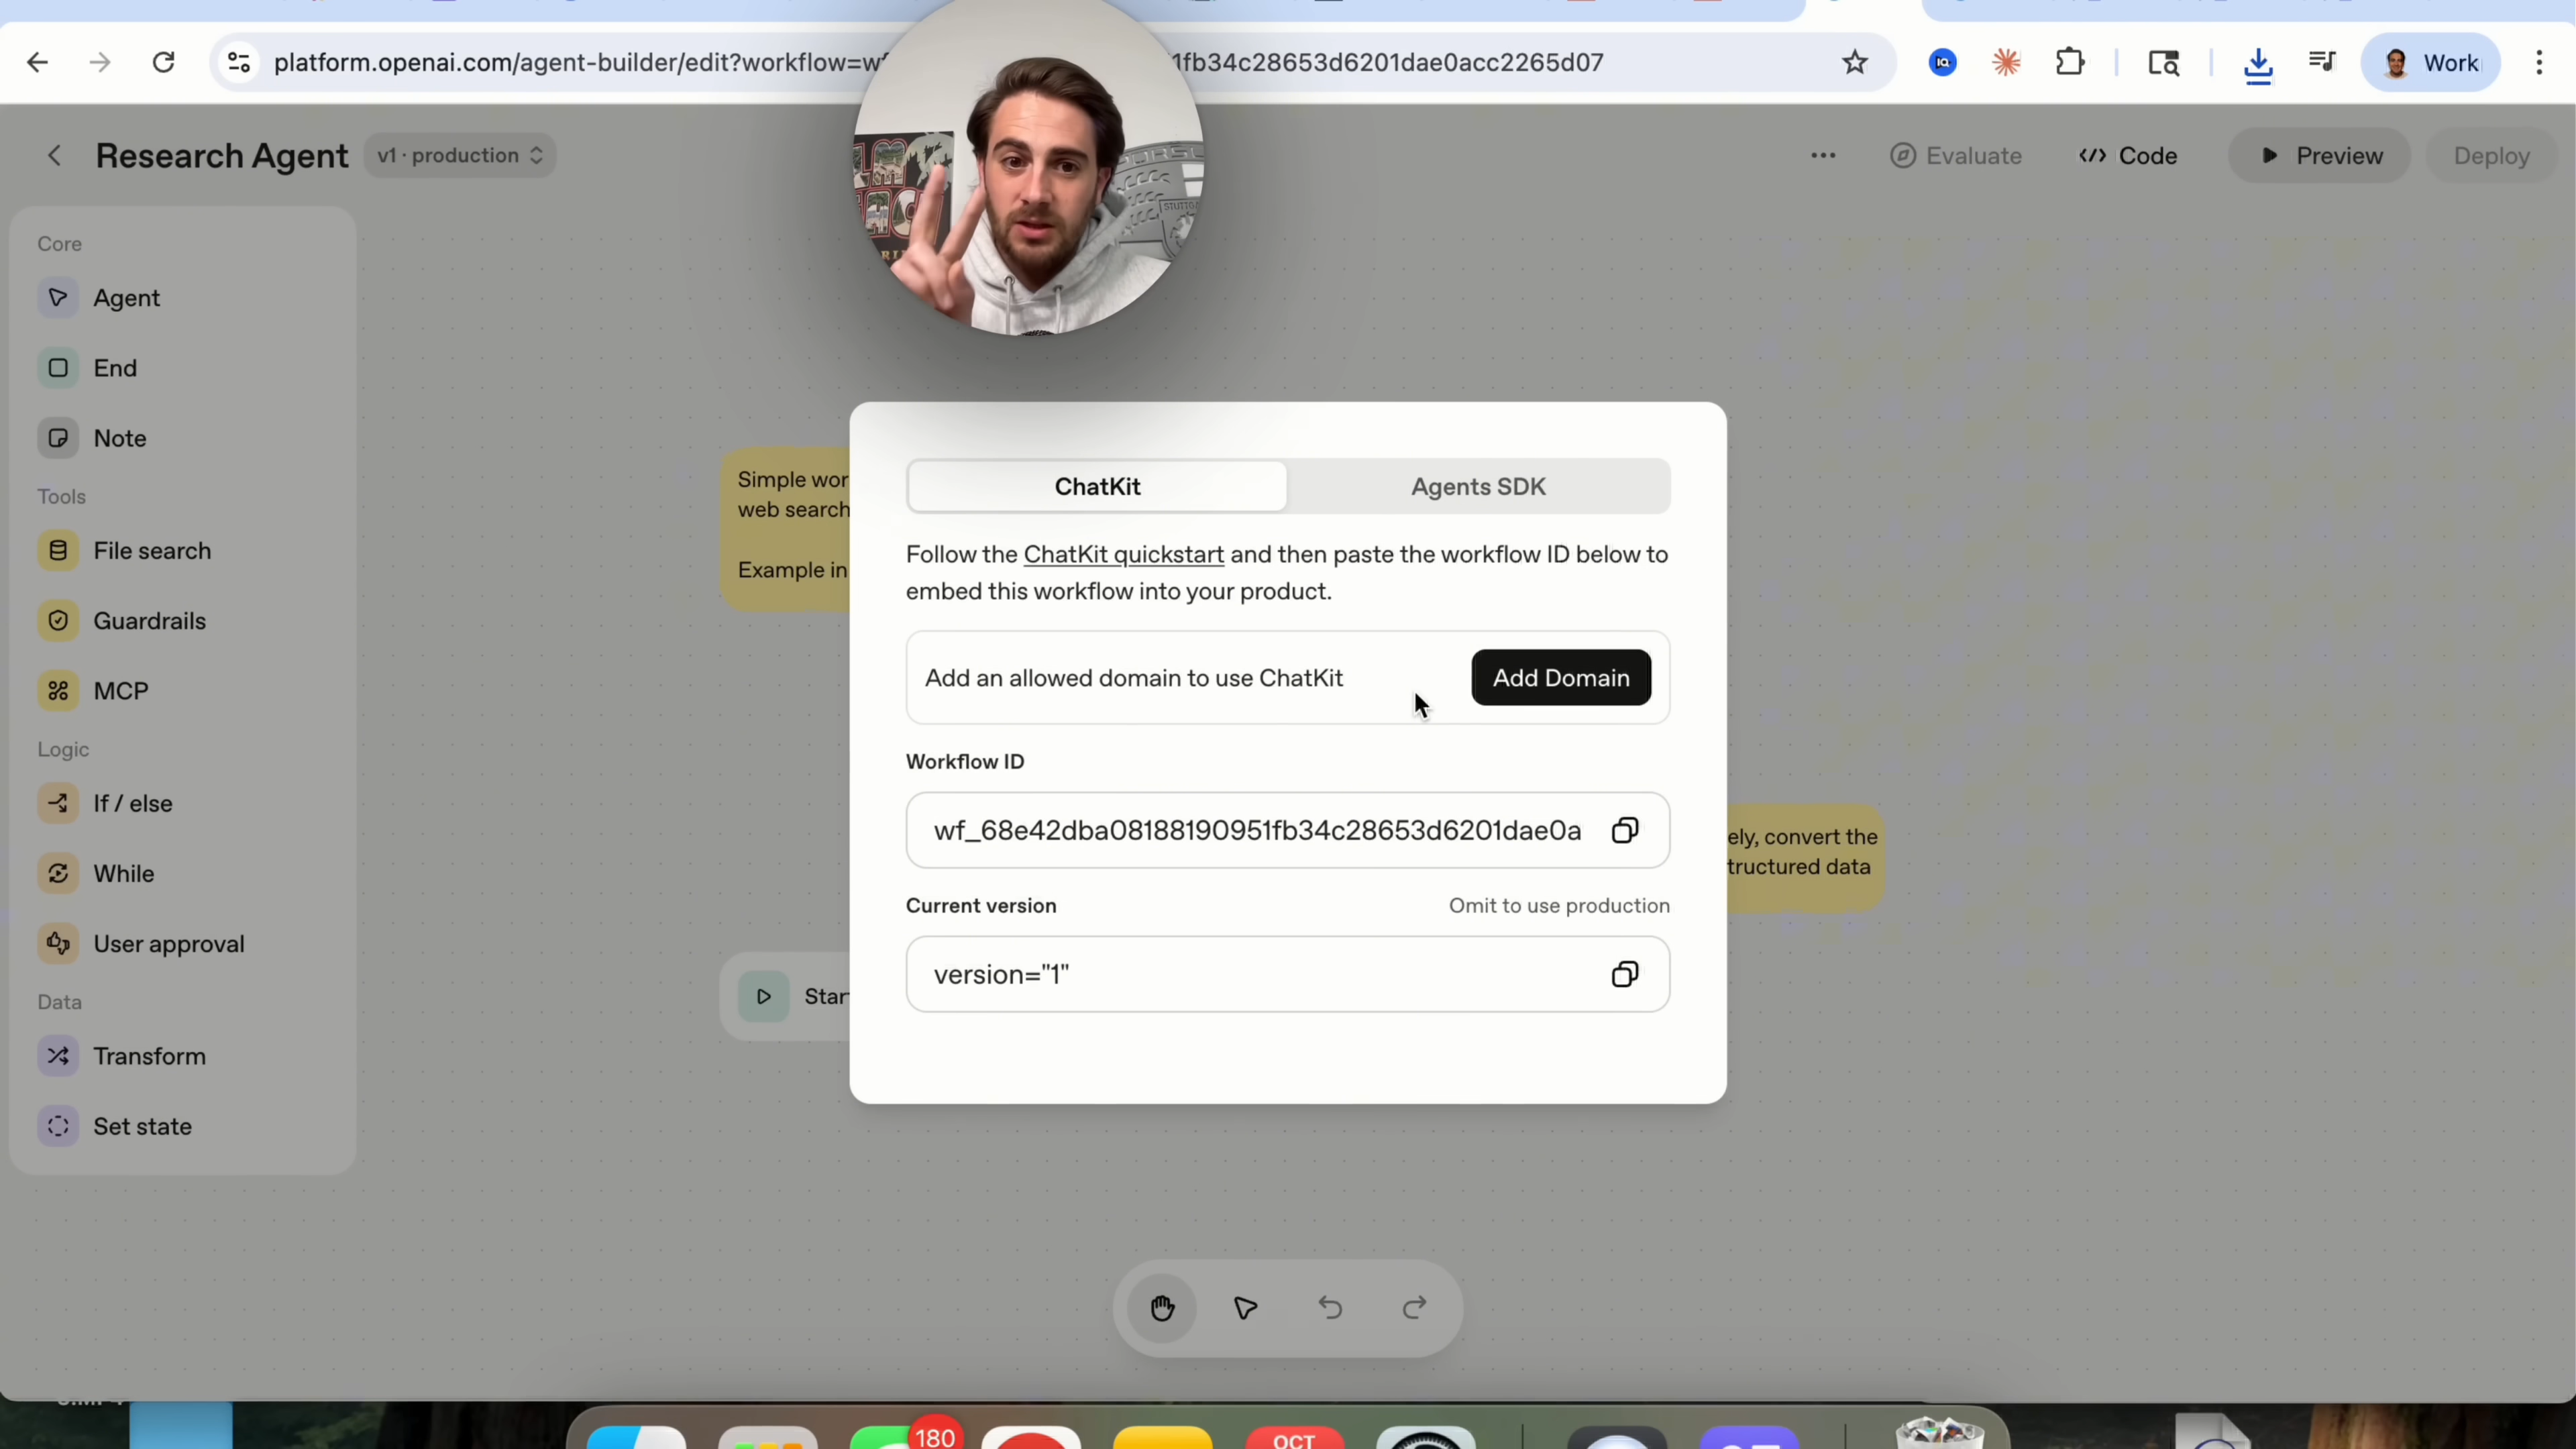 platform.openai.com/agent-builder/edit?workflow=w
1fb34c28653d6201dae0acc2265d07
Work
Research Agent
v1 · production
Evaluate
Code
Preview
Deploy
Core
Agent
End
Note
Tools
File search
Guardrails
MCP
Logic
If / else
While
User approval
Data
Transform
Set state
Simple wor
web search
Example in
Star
ChatKit
Agents SDK
Follow the ChatKit quickstart and then paste the workflow ID below to
embed this workflow into your product.
Add an allowed domain to use ChatKit
Add Domain
Workflow ID
wf_68e42dba08188190951fb34c28653d6201dae0a
Current version
Omit to use production
version="1"
ely, convert the
tructured data
180
OCT